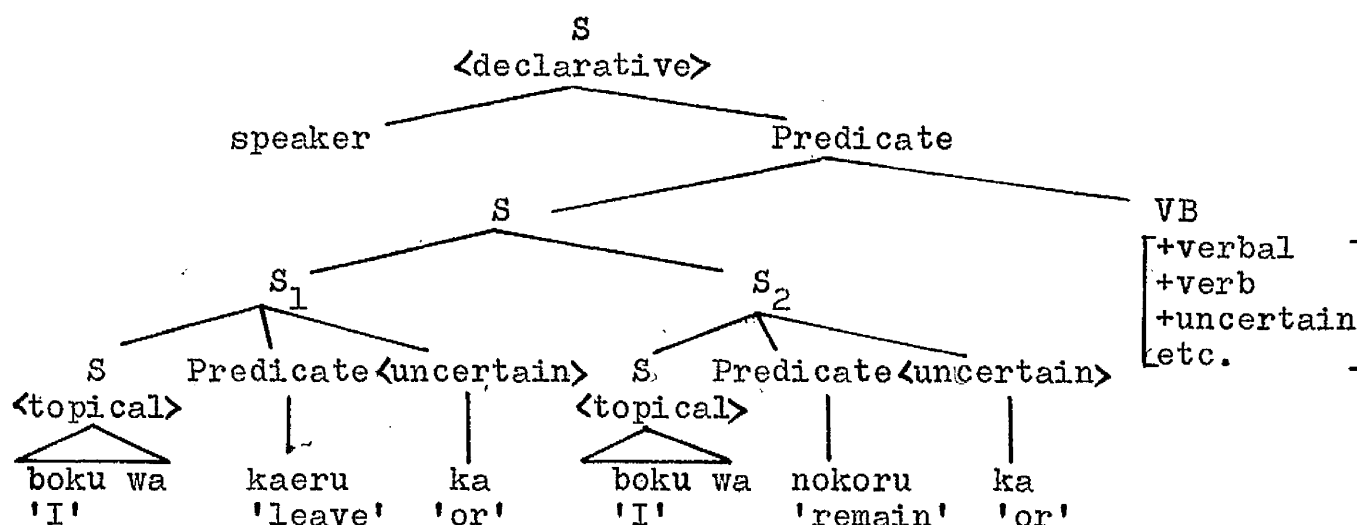 S
<declarative>
speaker Predicate
S VB
+verbal
S1 S2 +verb
+uncertain
S Predicate <uncertain> S Predicate <uncertain> etc.
<topical> <topical>
boku wa kaeru ka boku wa nokoru ka
'I' 'leave' 'or' 'I' 'remain' 'or'